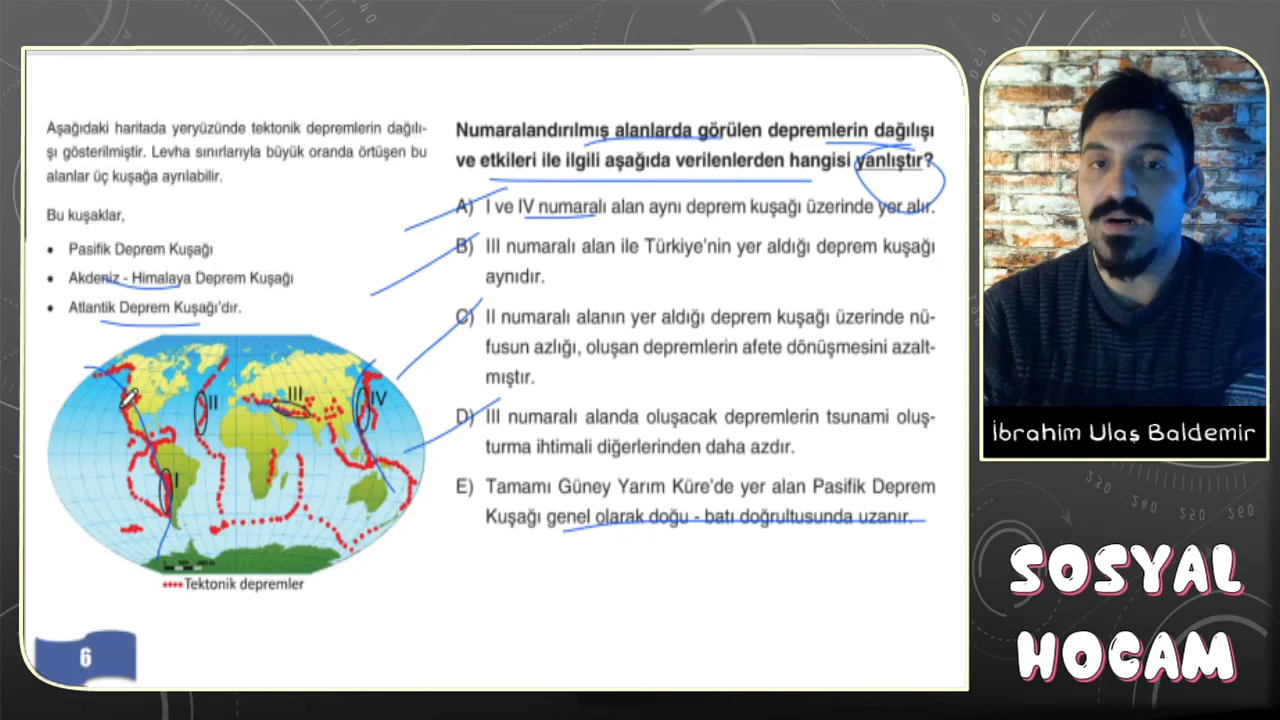 Aşağıdaki haritada yeryüzünde tektonik depremlerin dağılı-
şı gösterilmiştir. Levha sınırlarıyla büyük oranda örtüşen bu
alanlar üç kuşağa ayrılabilir.
Bu kuşaklar,
• Pasifik Deprem Kuşağı
• Akdeniz - Himalaya Deprem Kuşağı
• Atlantik Deprem Kuşağı'dır.
I
II
III
IV
Tektonik depremler
6
Numaralandırılmış alanlarda görülen depremlerin dağılışı
ve etkileri ile ilgili aşağıda verilenlerden hangisi yanlıştır?
A) I ve IV numaralı alan aynı deprem kuşağı üzerinde yer alır.
B) III numaralı alan ile Türkiye'nin yer aldığı deprem kuşağı
aynıdır.
C) II numaralı alanın yer aldığı deprem kuşağı üzerinde nü-
fusun azlığı, oluşan depremlerin afete dönüşmesini azalt-
mıştır.
D) III numaralı alanda oluşacak depremlerin tsunami oluş-
turma ihtimali diğerlerinden daha azdır.
E) Tamamı Güney Yarım Küre'de yer alan Pasifik Deprem
Kuşağı genel olarak doğu - batı doğrultusunda uzanır.
İbrahim Ulaş Baldemir
SOSYAL
HOCAM